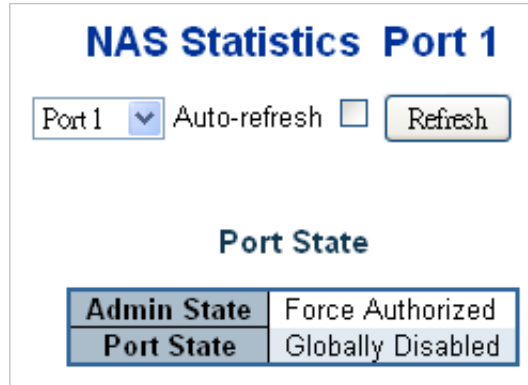 NAS Statistics Port 1
Port 1 Auto-refresh Refresh
Port State
Admin State Force Authorized
Port State Globally Disabled